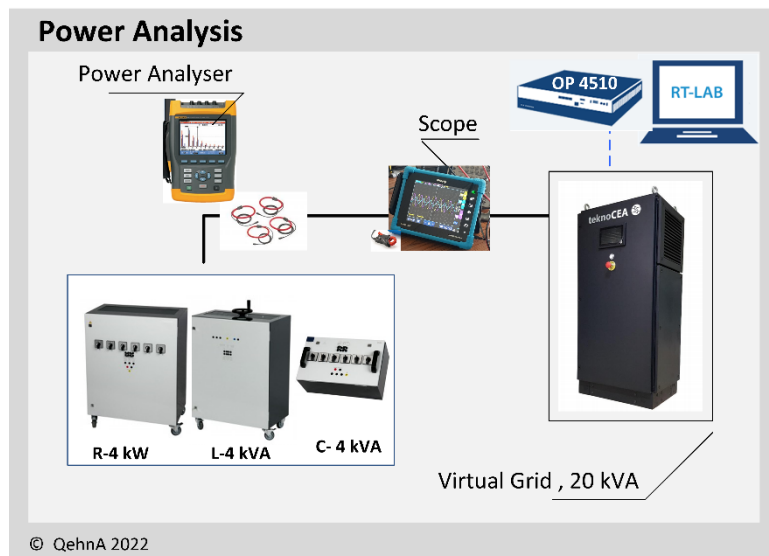 Power Analysis
Power Analyser
OP 4510
RT-LAB
Scope
teknoCEA
R-4 kW
L-4 kVA
C- 4 kVA
Virtual Grid , 20 kVA
© QehnA 2022